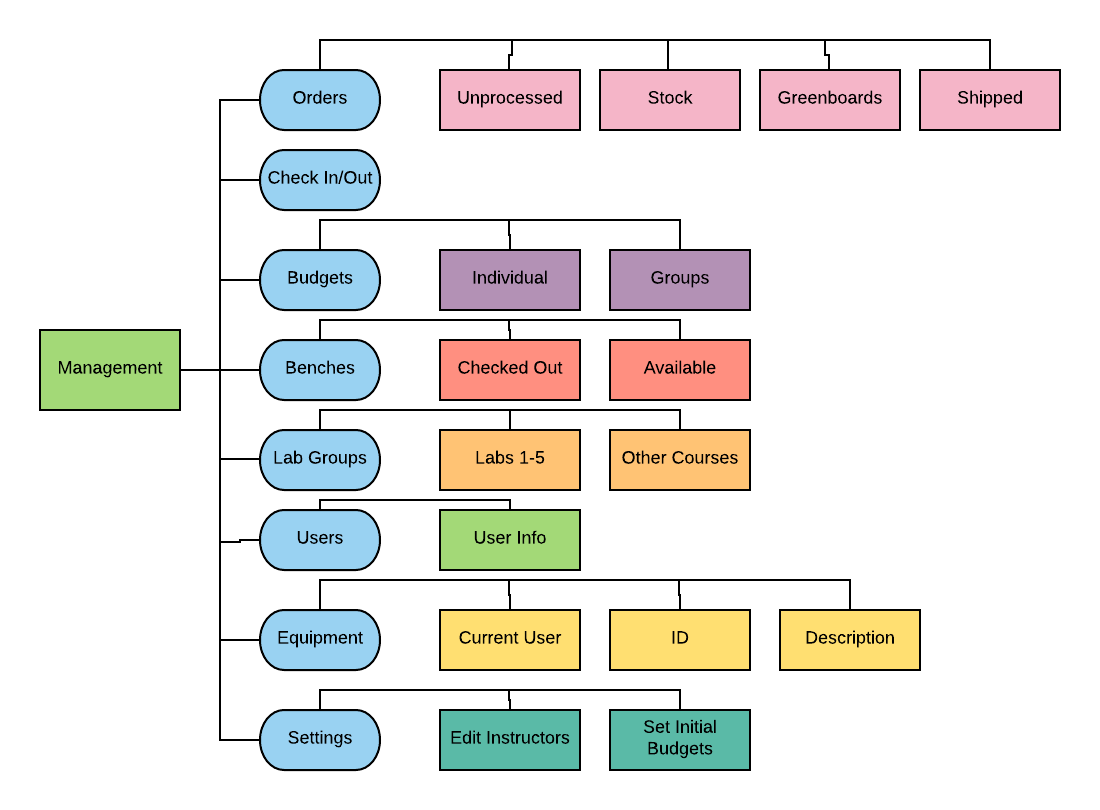 Orders
Unprocessed
Stock
Greenboards
Shipped
Check In/Out
Budgets
Individual
Groups
Management
Benches
Checked Out
Available
Lab Groups
Labs 1-5
Other Courses
Users
User Info
Equipment
Current User
ID
Description
Settings
Edit Instructors
Set Initial
Budgets